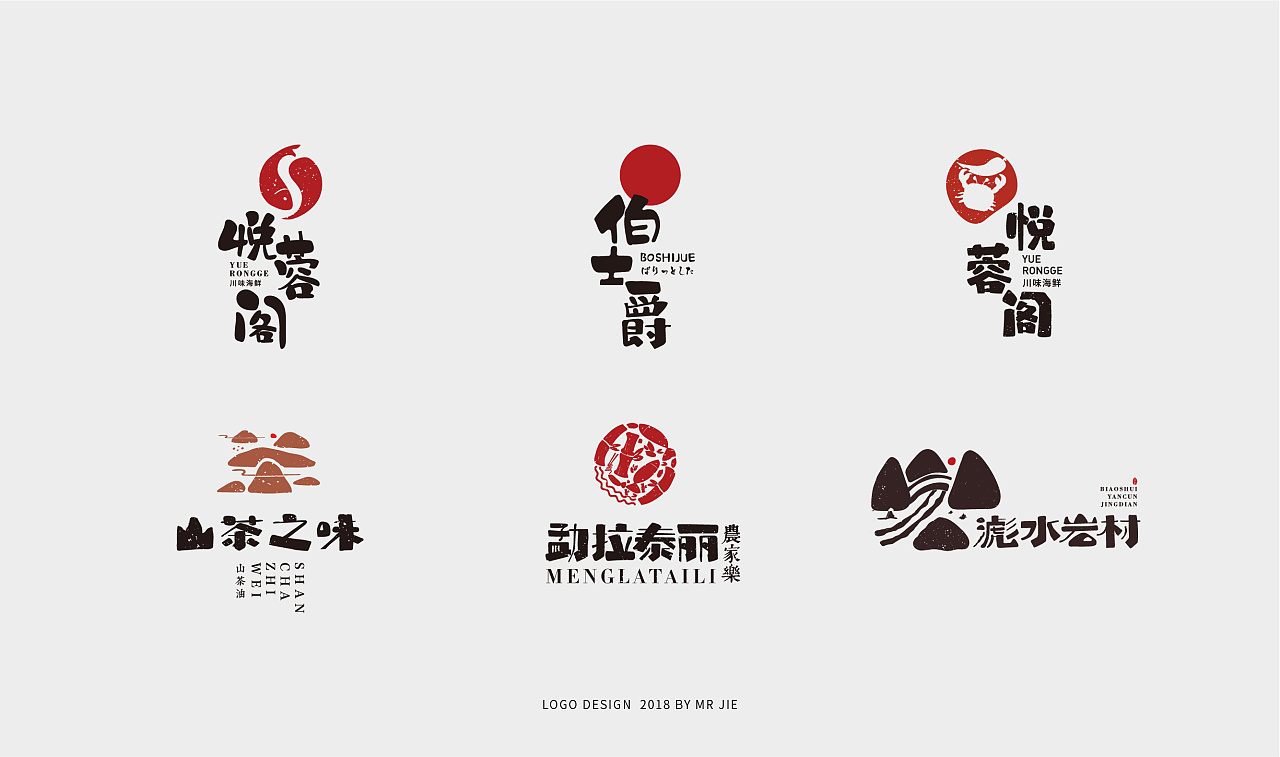 悦蓉阁
YUE
RONGGE
川味海鲜
伯士爵
BOSHIJUE
ばりっとした
悦蓉阁
YUE
RONGGE
川味海鲜
山茶之味
SHAN
CHA
ZHI
WEI
山茶油
勐拉泰丽
農家樂
MENGLATAILI
BIAOSHUI
YANCUN
JINGDIAN
滮水岩村
LOGO DESIGN 2018 BY MR JIE